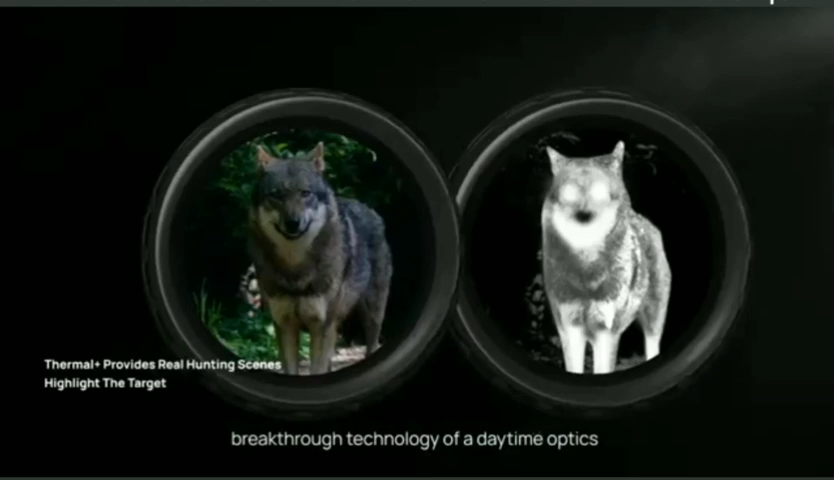 Thermal+ Provides Real Hunting Scenes
Highlight The Target
breakthrough technology of a daytime optics